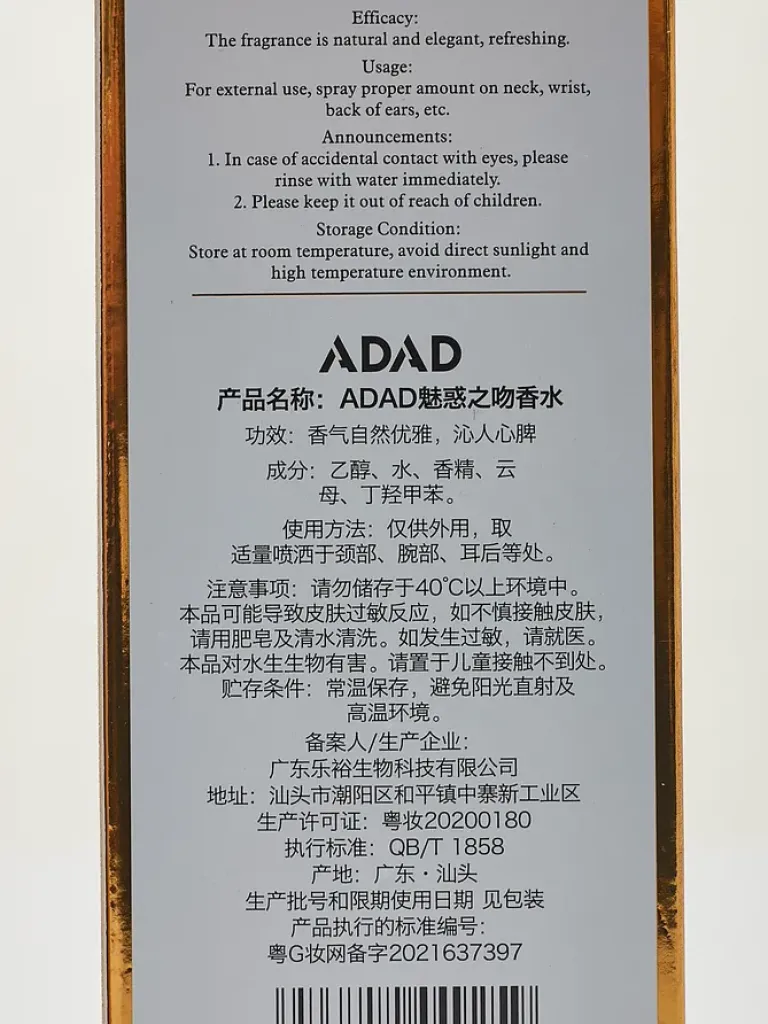 Efficacy:
The fragrance is natural and elegant, refreshing.
Usage:
For external use, spray proper amount on neck, wrist,
back of ears, etc.
Announcements:
1. In case of accidental contact with eyes, please
rinse with water immediately.
2. Please keep it out of reach of children.
Storage Condition:
Store at room temperature, avoid direct sunlight and
high temperature environment.
ADAD
产品名称：ADAD魅惑之吻香水
功效：香气自然优雅，沁人心脾
成分：乙醇、水、香精、云
母、丁羟甲苯。
使用方法：仅供外用，取
适量喷洒于颈部、腕部、耳后等处。
注意事项：请勿储存于40℃以上环境中。
本品可能导致皮肤过敏反应，如不慎接触皮肤，
请用肥皂及清水清洗。如发生过敏，请就医。
本品对水生生物有害。请置于儿童接触不到处。
贮存条件：常温保存，避免阳光直射及
高温环境。
备案人/生产企业：
广东乐裕生物科技有限公司
地址：汕头市潮阳区和平镇中寨新工业区
生产许可证：粤妆20200180
执行标准：QB/T 1858
产地：广东·汕头
生产批号和限期使用日期 见包装
产品执行的标准编号：
粤G妆网备字2021637397